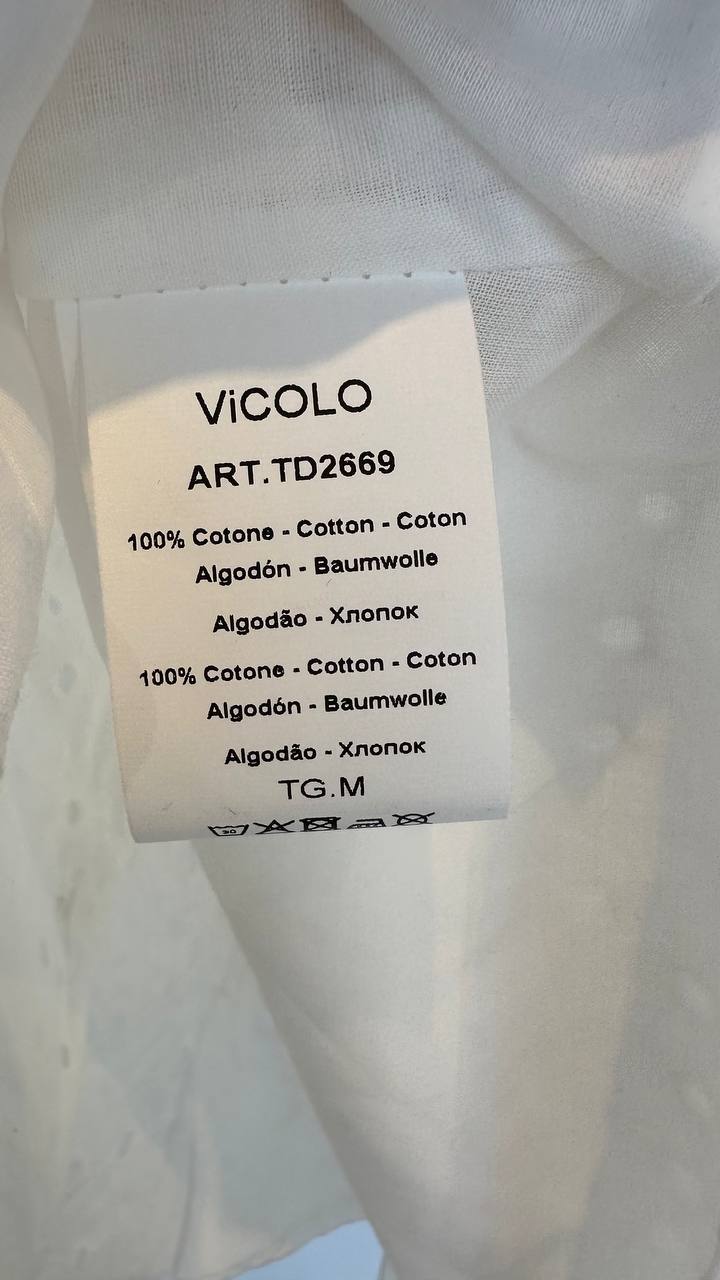 ViCOLO
ART.TD2669
100% Cotone - Cotton - Coton
Algodón - Baumwolle
Algodão - Хлопок
100% Cotone - Cotton - Coton
Algodón - Baumwolle
Algodão - Хлопок
TG.M
30